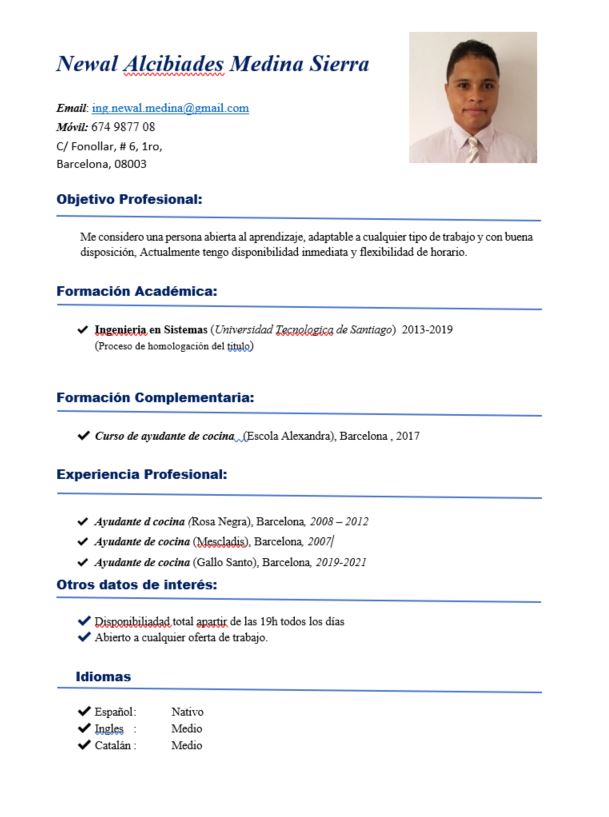 Newal Alcibiades Medina Sierra
Email: ing.newal.medina@gmail.com
Móvil: 674 9877 08
C/ Fonollar, # 6, 1ro,
Barcelona, 08003
Objetivo Profesional:
Me considero una persona abierta al aprendizaje, adaptable a cualquier tipo de trabajo y con buena
disposición, Actualmente tengo disponibilidad inmediata y flexibilidad de horario.
Formación Académica:
✔ Ingenieria en Sistemas (Universidad Tecnologica de Santiago) 2013-2019
(Proceso de homologación del titulo)
Formación Complementaria:
✔ Curso de ayudante de cocina (Escola Alexandra), Barcelona , 2017
Experiencia Profesional:
✔ Ayudante d cocina (Rosa Negra), Barcelona, 2008 – 2012
✔ Ayudante de cocina (Mescladis), Barcelona, 2007
✔ Ayudante de cocina (Gallo Santo), Barcelona, 2019-2021
Otros datos de interés:
✔ Disponibiliadad total apartir de las 19h todos los días
✔ Abierto a cualquier oferta de trabajo.
Idiomas
✔ Español: Nativo
✔ Ingles : Medio
✔ Catalán : Medio